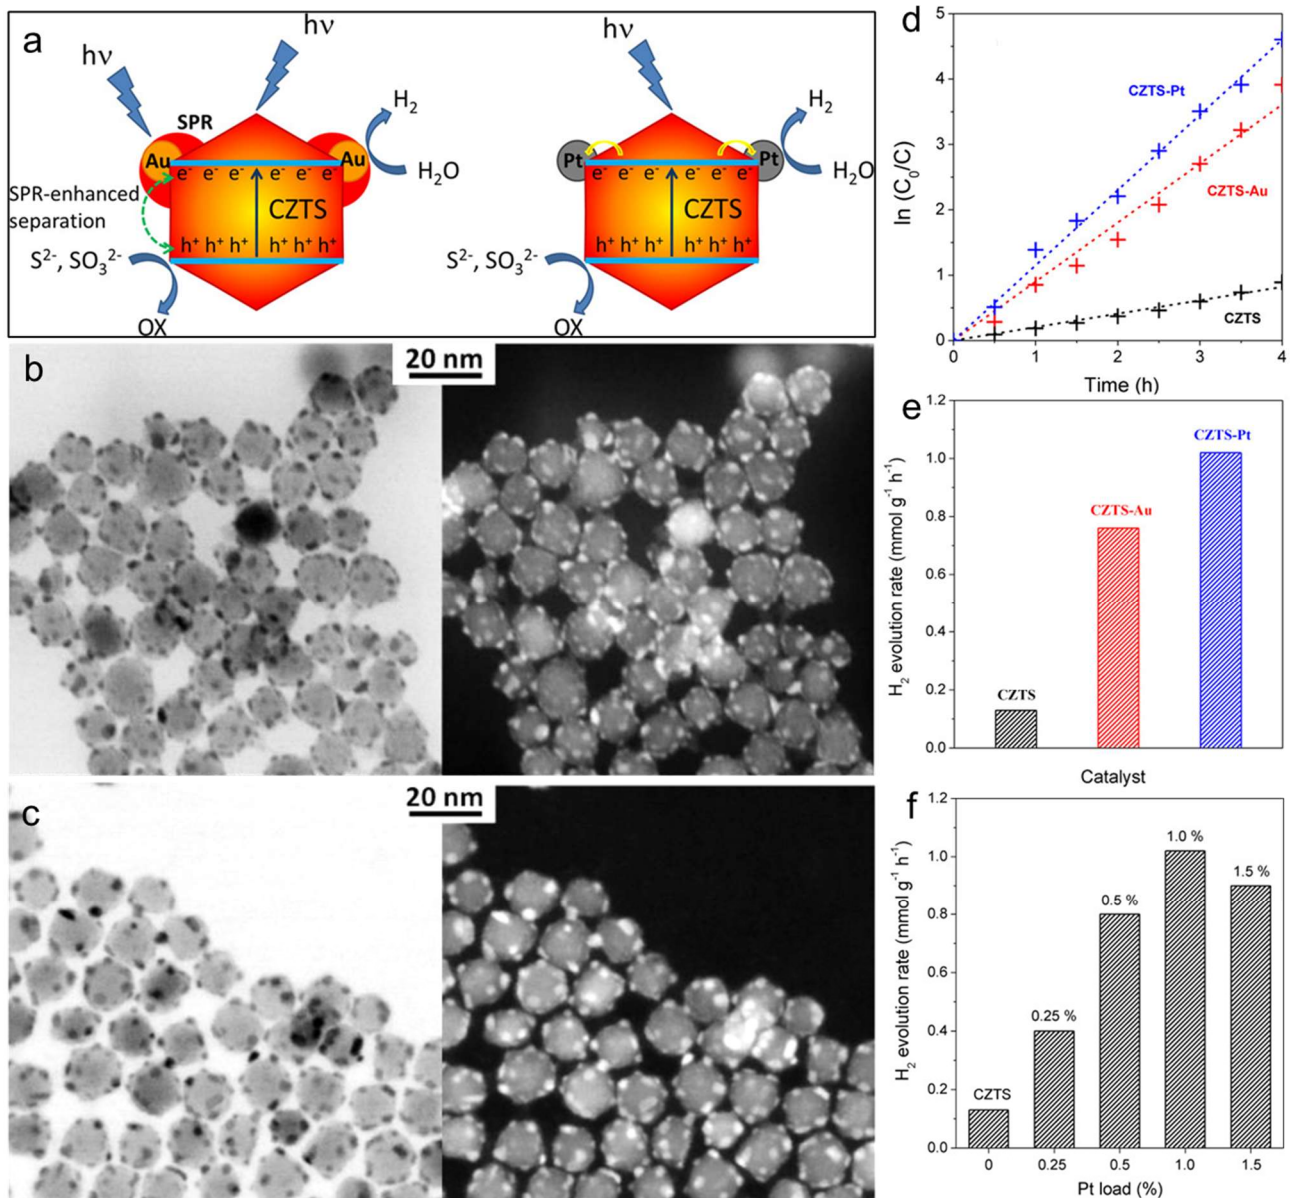 a
hν
hν
SPR
Au
Au
H₂
H₂O
e⁻ e⁻ e⁻ e⁻ e⁻ e⁻
SPR-enhanced
separation
CZTS
h⁺ h⁺ h⁺ h⁺ h⁺ h⁺
S²⁻, SO₃²⁻
OX
hν
Pt
Pt
H₂
H₂O
e⁻ e⁻ e⁻ e⁻ e⁻ e⁻
CZTS
h⁺ h⁺ h⁺ h⁺ h⁺ h⁺
S²⁻, SO₃²⁻
OX
b
20 nm
c
20 nm
d
ln (C₀/C)
5
4
3
2
1
0
CZTS-Pt
CZTS-Au
CZTS
0 1 2 3 4
Time (h)
e
H₂ evolution rate (mmol g⁻¹ h⁻¹)
1.2
1.0
0.8
0.6
0.4
0.2
0.0
CZTS
CZTS-Au
CZTS-Pt
Catalyst
f
H₂ evolution rate (mmol g⁻¹ h⁻¹)
1.2
1.0
0.8
0.6
0.4
0.2
0.0
CZTS
0.25 %
0.5 %
1.0 %
1.5 %
0 0.25 0.5 1.0 1.5
Pt load (%)